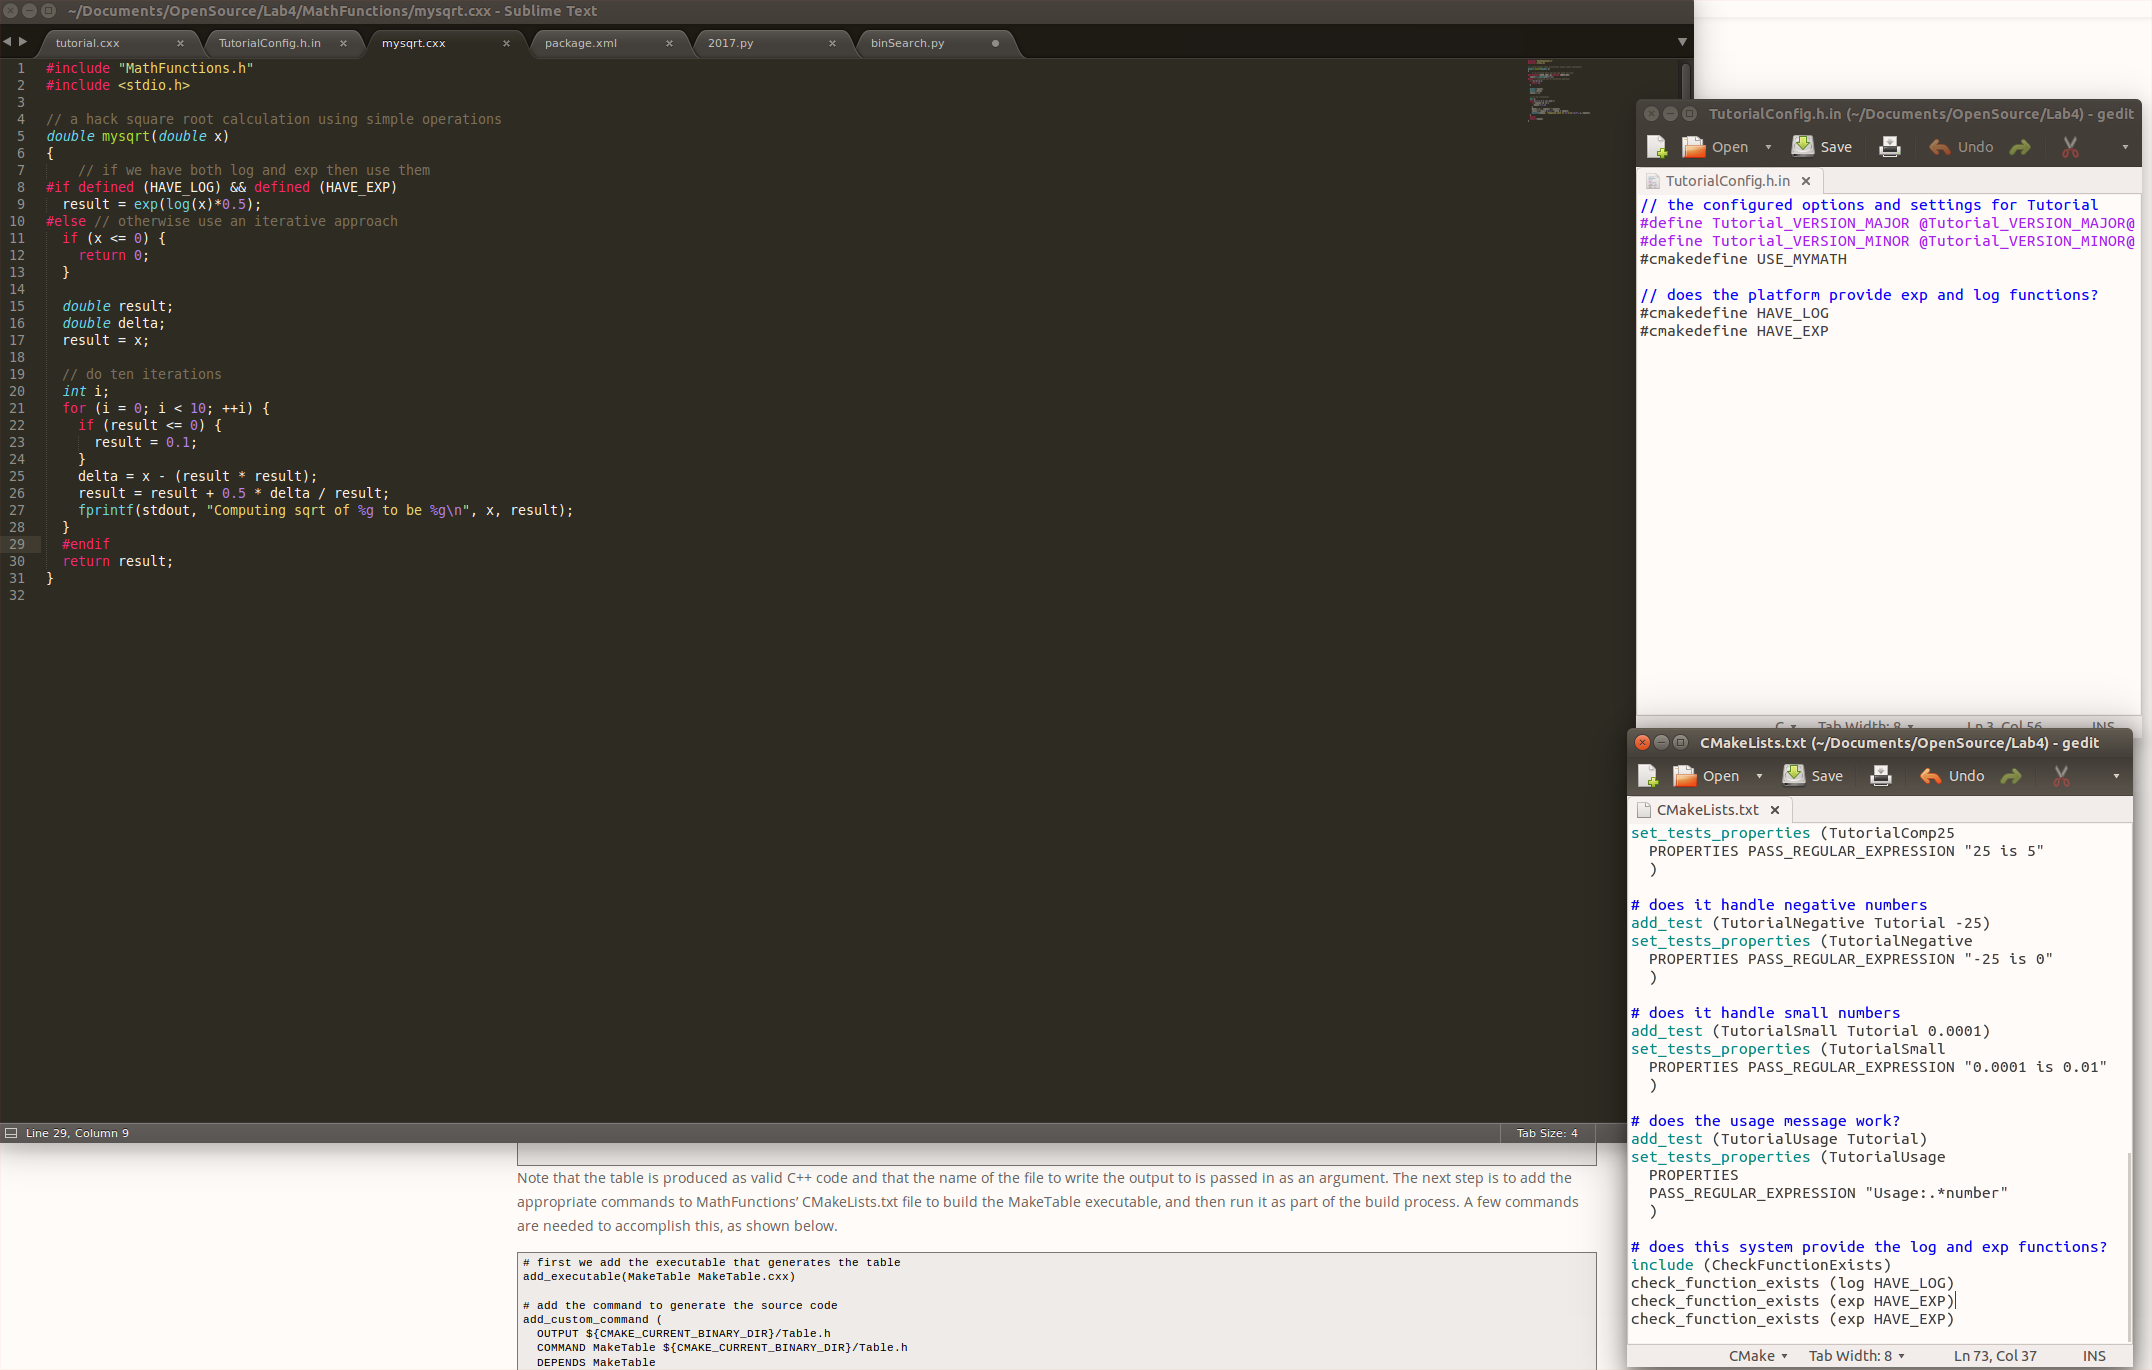 ~/Documents/OpenSource/Lab4/MathFunctions/mysqrt.cxx - Sublime Text
tutorial.cxx TutorialConfig.h.in mysqrt.cxx package.xml 2017.py binSearch.py
1 #include "MathFunctions.h"
2 #include <stdio.h>
3
4 // a hack square root calculation using simple operations
5 double mysqrt(double x)
6 {
7 // if we have both log and exp then use them
8 #if defined (HAVE_LOG) && defined (HAVE_EXP)
9 result = exp(log(x)*0.5);
10 #else // otherwise use an iterative approach
11 if (x <= 0) {
12 return 0;
13 }
14
15 double result;
16 double delta;
17 result = x;
18
19 // do ten iterations
20 int i;
21 for (i = 0; i < 10; ++i) {
22 if (result <= 0) {
23 result = 0.1;
24 }
25 delta = x - (result * result);
26 result = result + 0.5 * delta / result;
27 fprintf(stdout, "Computing sqrt of %g to be %g\n", x, result);
28 }
29 #endif
30 return result;
31 }
32
Line 29, Column 9
Tab Size: 4
Note that the table is produced as valid C++ code and that the name of the file to write the output to is passed in as an argument. The next step is to add the
appropriate commands to MathFunctions’ CMakeLists.txt file to build the MakeTable executable, and then run it as part of the build process. A few commands
are needed to accomplish this, as shown below.
# first we add the executable that generates the table
add_executable(MakeTable MakeTable.cxx)
# add the command to generate the source code
add_custom_command (
OUTPUT ${CMAKE_CURRENT_BINARY_DIR}/Table.h
COMMAND MakeTable ${CMAKE_CURRENT_BINARY_DIR}/Table.h
DEPENDS MakeTable
TutorialConfig.h.in (~/Documents/OpenSource/Lab4) - gedit
Open Save Undo
TutorialConfig.h.in
// the configured options and settings for Tutorial
#define Tutorial_VERSION_MAJOR @Tutorial_VERSION_MAJOR@
#define Tutorial_VERSION_MINOR @Tutorial_VERSION_MINOR@
#cmakedefine USE_MYMATH
// does the platform provide exp and log functions?
#cmakedefine HAVE_LOG
#cmakedefine HAVE_EXP
C Tab Width: 8 Ln 3, Col 56 INS
CMakeLists.txt (~/Documents/OpenSource/Lab4) - gedit
Open Save Undo
CMakeLists.txt
set_tests_properties (TutorialComp25
PROPERTIES PASS_REGULAR_EXPRESSION "25 is 5"
)
# does it handle negative numbers
add_test (TutorialNegative Tutorial -25)
set_tests_properties (TutorialNegative
PROPERTIES PASS_REGULAR_EXPRESSION "-25 is 0"
)
# does it handle small numbers
add_test (TutorialSmall Tutorial 0.0001)
set_tests_properties (TutorialSmall
PROPERTIES PASS_REGULAR_EXPRESSION "0.0001 is 0.01"
)
# does the usage message work?
add_test (TutorialUsage Tutorial)
set_tests_properties (TutorialUsage
PROPERTIES
PASS_REGULAR_EXPRESSION "Usage:.*number"
)
# does this system provide the log and exp functions?
include (CheckFunctionExists)
check_function_exists (log HAVE_LOG)
check_function_exists (exp HAVE_EXP)
check_function_exists (exp HAVE_EXP)
CMake Tab Width: 8 Ln 73, Col 37 INS